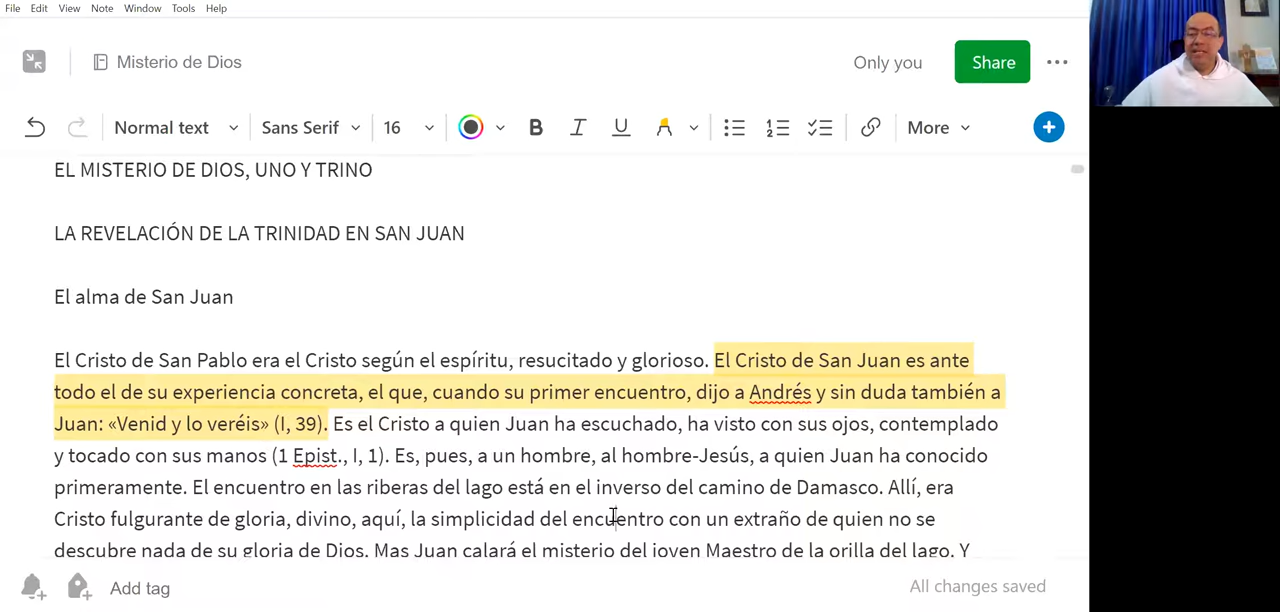 File Edit View Note Window Tools Help
Misterio de Dios
Only you
Share
Normal text
Sans Serif
16
B I U
More
EL MISTERIO DE DIOS, UNO Y TRINO
LA REVELACIÓN DE LA TRINIDAD EN SAN JUAN
El alma de San Juan
El Cristo de San Pablo era el Cristo según el espíritu, resucitado y glorioso. El Cristo de San Juan es ante
todo el de su experiencia concreta, el que, cuando su primer encuentro, dijo a Andrés y sin duda también a
Juan: «Venid y lo veréis» (I, 39). Es el Cristo a quien Juan ha escuchado, ha visto con sus ojos, contemplado
y tocado con sus manos (1 Epist., I, 1). Es, pues, a un hombre, al hombre-Jesús, a quien Juan ha conocido
primeramente. El encuentro en las riberas del lago está en el inverso del camino de Damasco. Allí, era
Cristo fulgurante de gloria, divino, aquí, la simplicidad del encuentro con un extraño de quien no se
descubre nada de su gloria de Dios. Mas Juan calará el misterio del joven Maestro de la orilla del lago. Y
Add tag
All changes saved